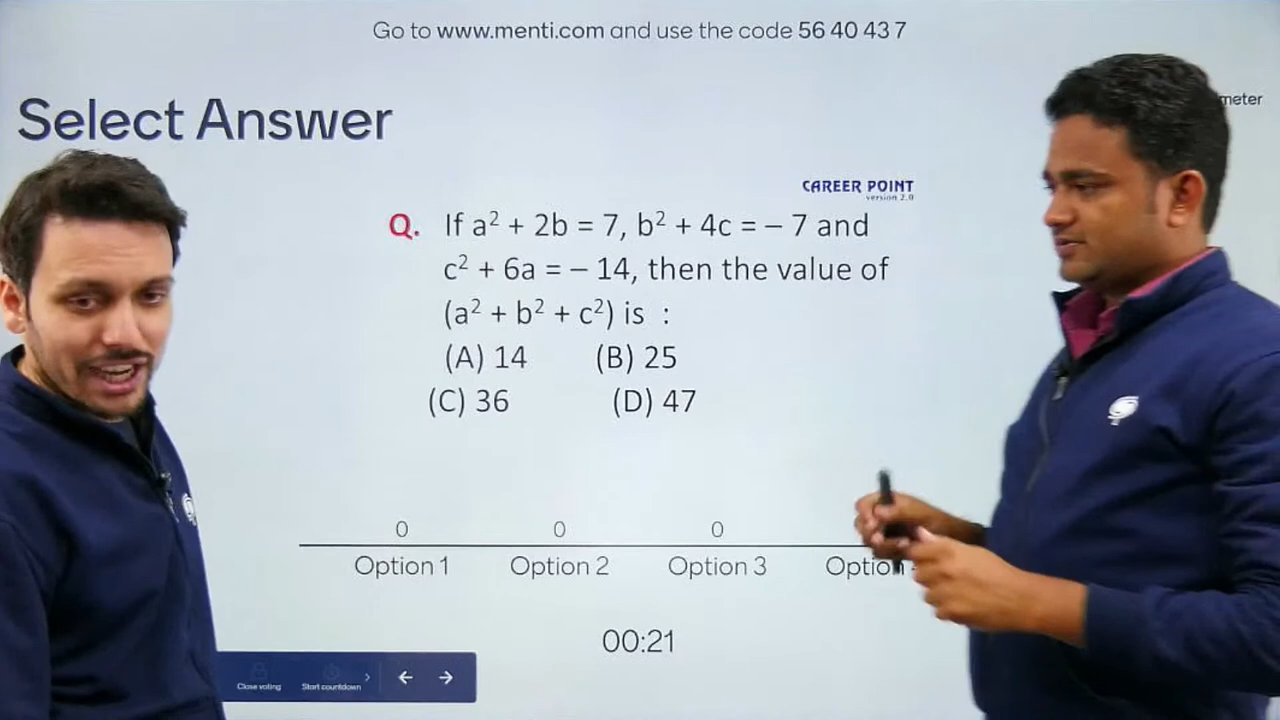 Go to www.menti.com and use the code 56 40 43 7
meter
Select Answer
CAREER POINT
version 2.0
Q. If a² + 2b = 7, b² + 4c = – 7 and
c² + 6a = – 14, then the value of
(a² + b² + c²) is :
(A) 14 (B) 25
(C) 36 (D) 47
0 0 0
Option 1 Option 2 Option 3 Option
00:21
Close voting Start countdown